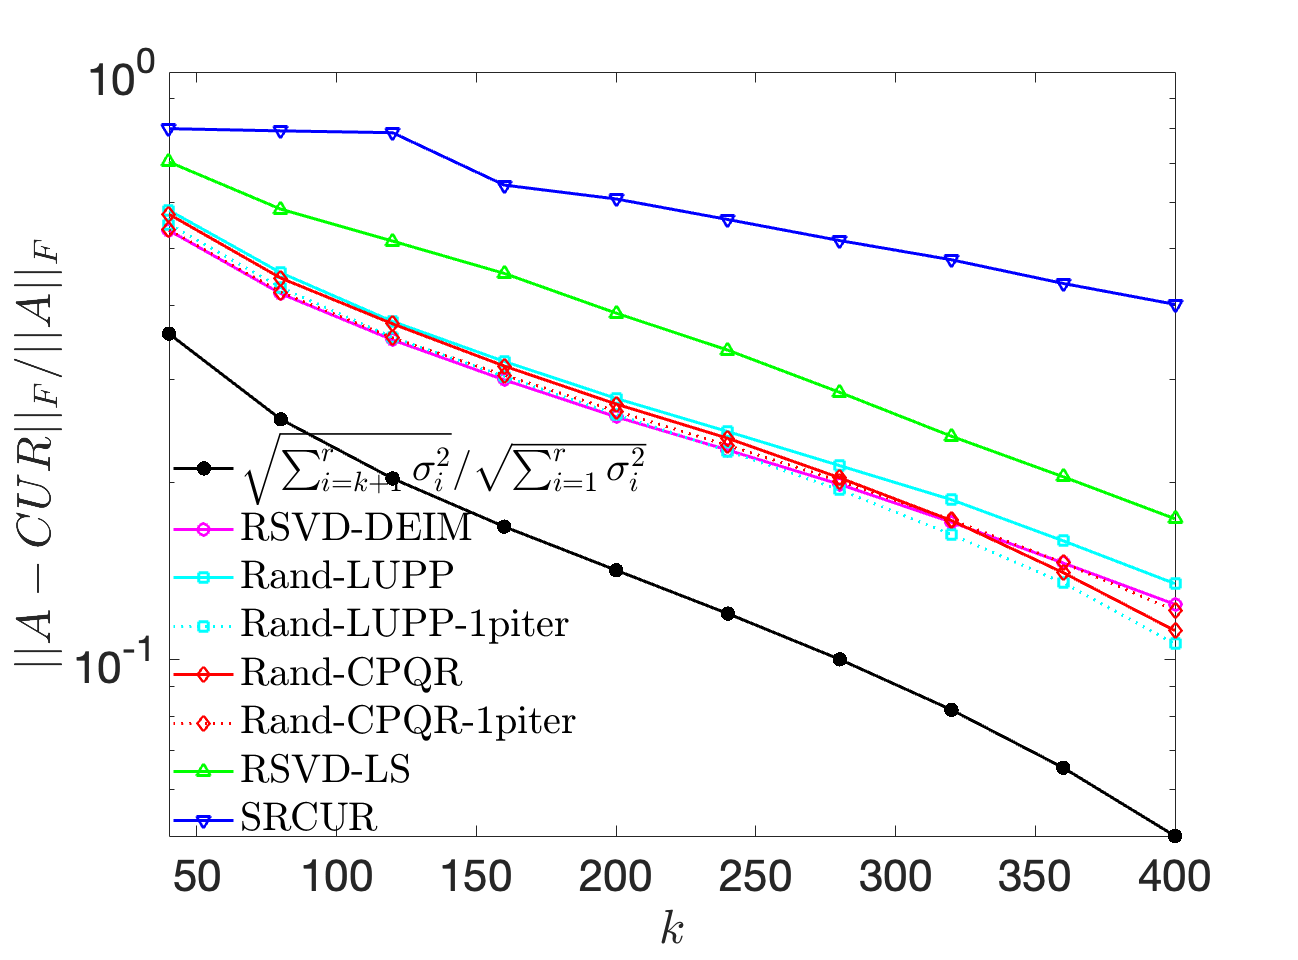 10^0
10^-1
||A − CUR||_F/||A||_F
√∑_{i=k+1}^r σ_i^2/√∑_{i=1}^r σ_i^2
RSVD-DEIM
Rand-LUPP
Rand-LUPP-1piter
Rand-CPQR
Rand-CPQR-1piter
RSVD-LS
SRCUR
50 100 150 200 250 300 350 400
k